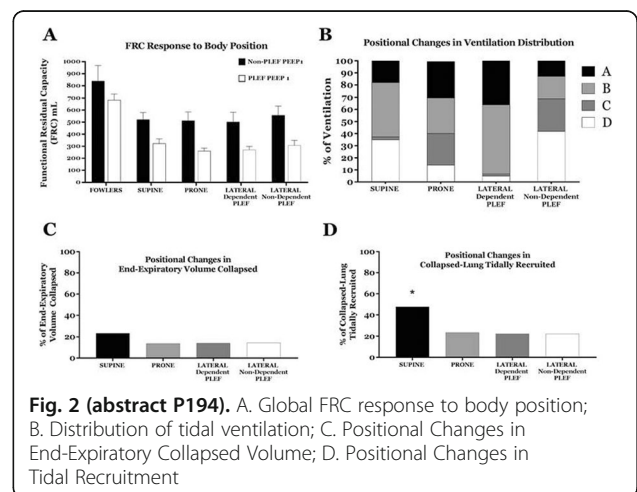 A
FRC Response to Body Position
Functional Residual Capacity
(FRC) mL
1000
900
800
700
600
500
400
300
200
100
0
Non-PLEF PEEP1
PLEF PEEP 1
FOWLERS
SUPINE
PRONE
LATERAL
Dependent
PLEF
LATERAL
Non-Dependent
PLEF
B
Positional Changes in Ventilation Distribution
% of Ventilation
100
90
80
70
60
50
40
30
20
10
0
A
B
C
D
SUPINE
PRONE
LATERAL
Dependent
PLEF
LATERAL
Non-Dependent
PLEF
C
Positional Changes in
End-Expiratory Volume Collapsed
% of End-Expiratory
Volume Collapsed
100
80
60
40
20
0
SUPINE
PRONE
LATERAL
Dependent
PLEF
LATERAL
Non-Dependent
PLEF
D
Positional Changes in
Collapsed-Lung Tidally Recruited
% of Collapsed-Lung
Tidally Recruited
100
80
60
40
20
0
*
SUPINE
PRONE
LATERAL
Dependent
PLEF
LATERAL
Non-Dependent
PLEF
Fig. 2 (abstract P194). A. Global FRC response to body position;
B. Distribution of tidal ventilation; C. Positional Changes in
End-Expiratory Collapsed Volume; D. Positional Changes in
Tidal Recruitment